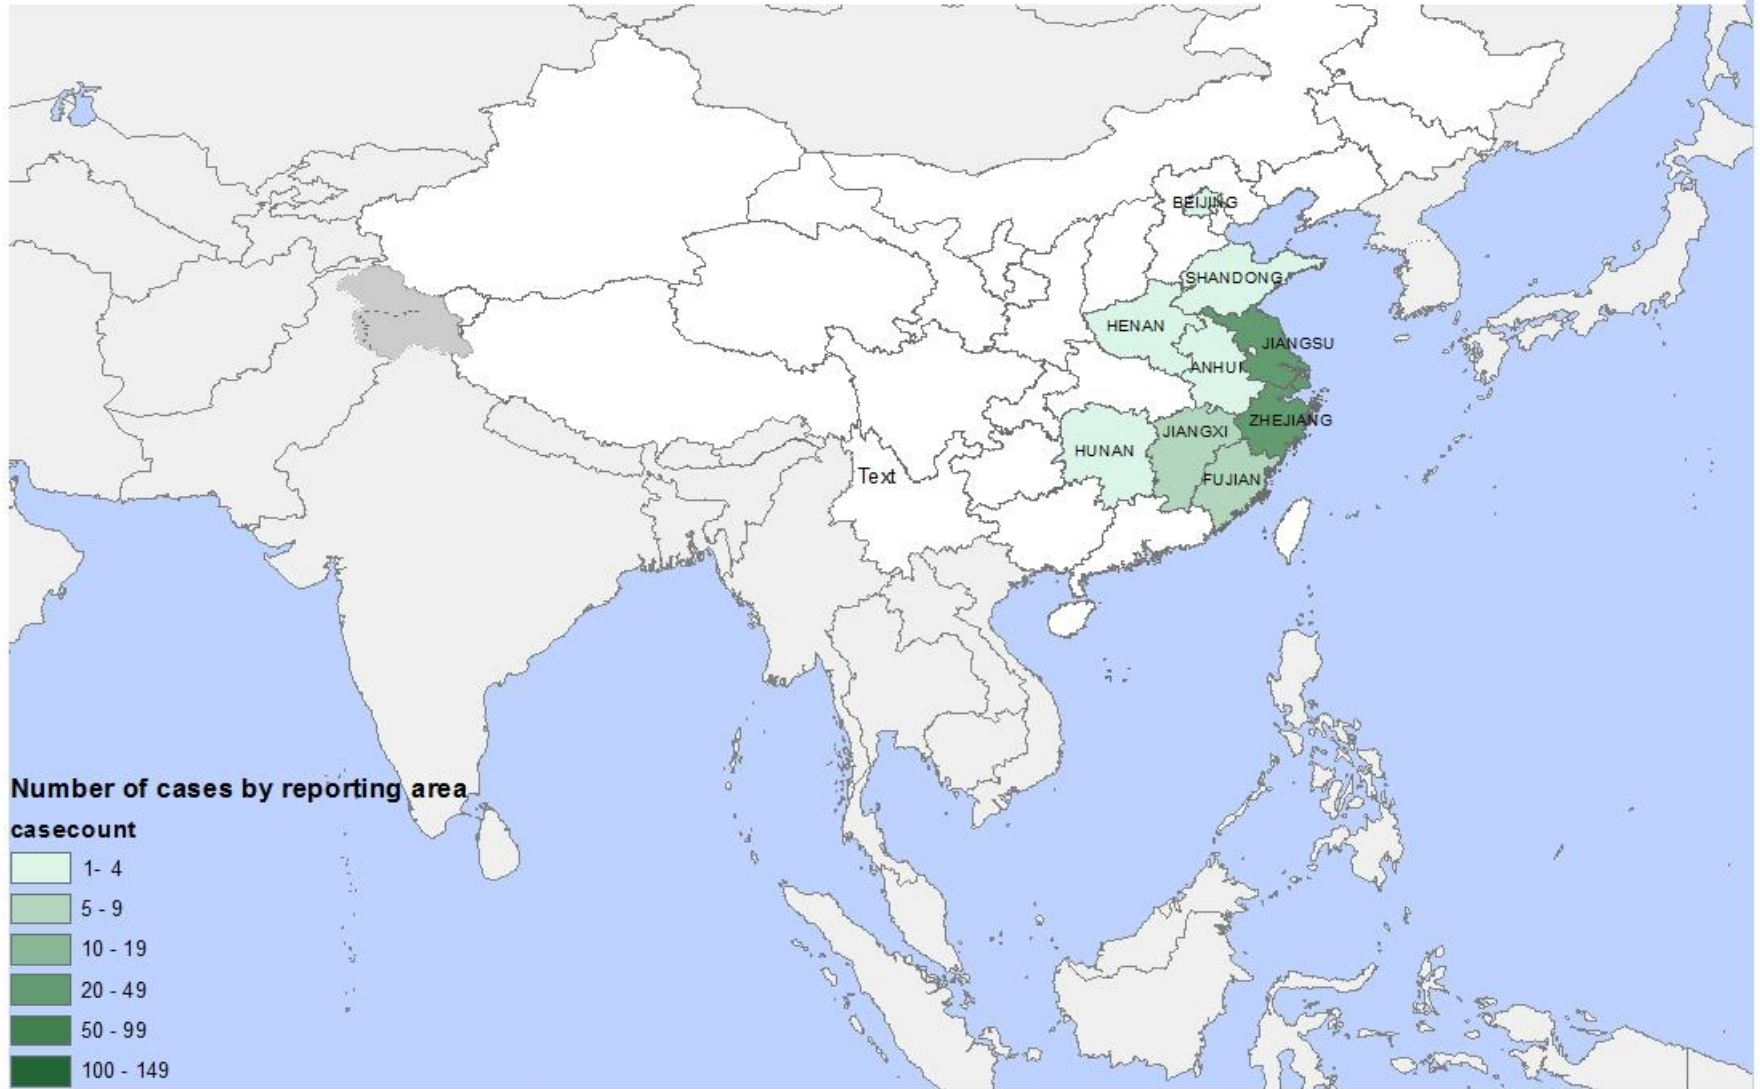 BEIJING
SHANDONG
HENAN
JIANGSU
ANHUI
ZHEJIANG
JIANGXI
HUNAN
Text
FUJIAN
Number of cases by reporting area
casecount
1- 4
5 - 9
10 - 19
20 - 49
50 - 99
100 - 149